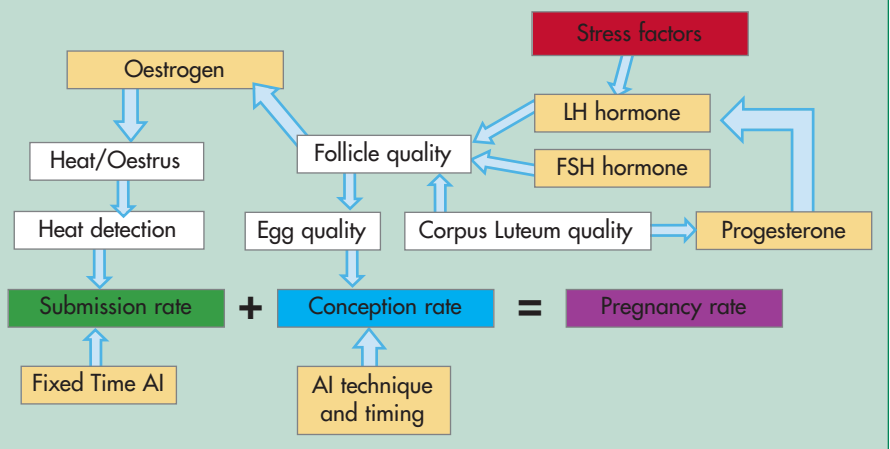 Stress factors
Oestrogen
LH hormone
Heat/Oestrus
Follicle quality
FSH hormone
Heat detection
Egg quality
Corpus Luteum quality
Progesterone
Submission rate
+
Conception rate
=
Pregnancy rate
Fixed Time AI
AI technique
and timing